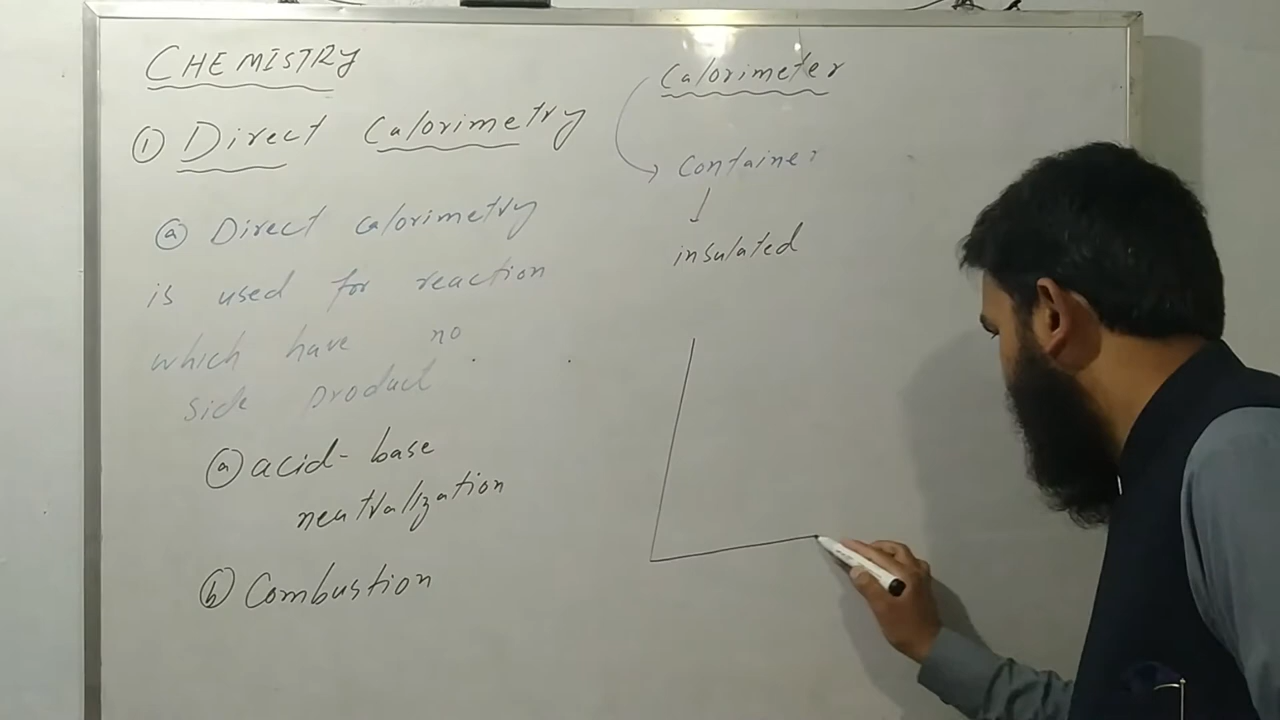 CHEMISTRY
① Direct Calorimetry
ⓐ Direct calorimetry
is used for reaction
which have no
side product
ⓐ acid-base
neutralization
ⓑ Combustion
Calorimeter
Container
insulated